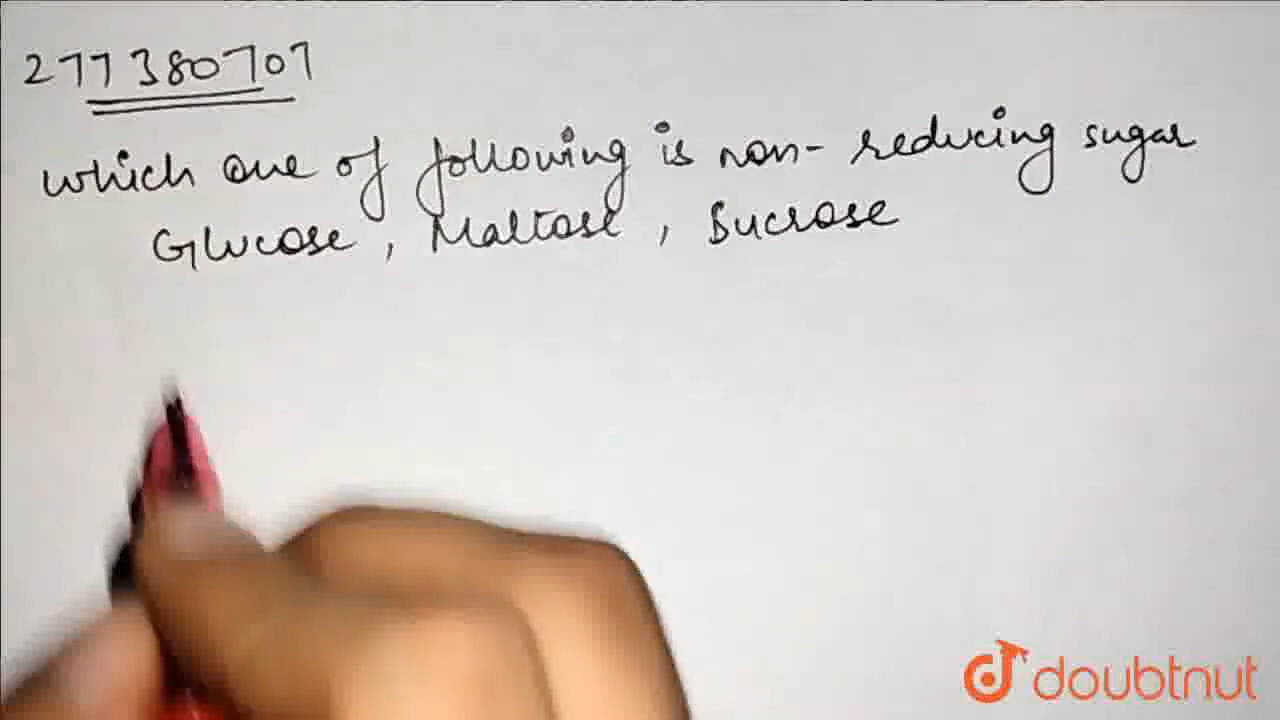 277380707
which one of following is non-reducing sugar
Glucose, Maltose, Sucrose
doubtnut